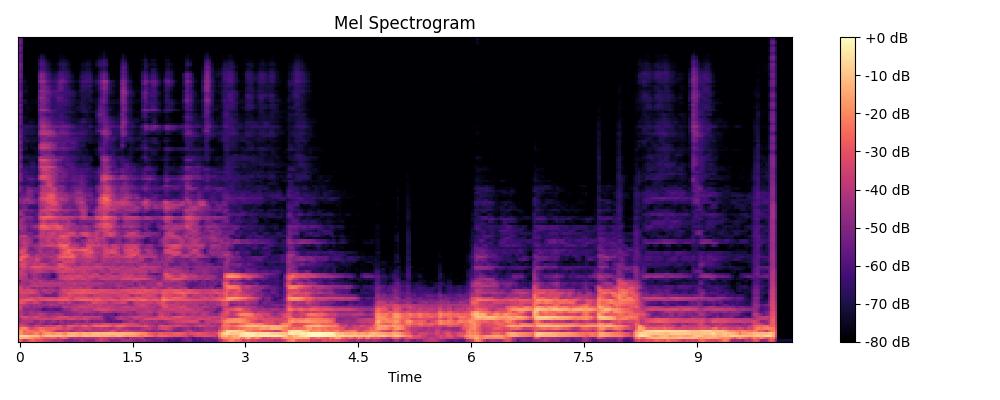 Mel Spectrogram
+0 dB
-10 dB
-20 dB
-30 dB
-40 dB
-50 dB
-60 dB
-70 dB
-80 dB
0 1.5 3 4.5 6 7.5 9
Time